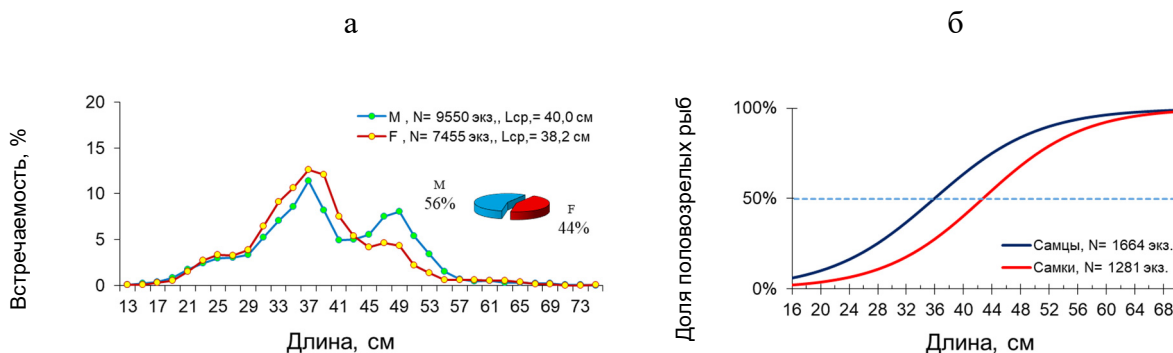 а
б
Встречаемость, %
20
15
10
5
0
M , N= 9550 экз,, Lср,= 40,0 см
F , N= 7455 экз,, Lср,= 38,2 см
M
56%
F
44%
13 17 21 25 29 33 37 41 45 49 53 57 61 65 69 73
Длина, см
Доля половозрелых рыб
100%
50%
0%
Самцы, N= 1664 экз.
Самки, N= 1281 экз.
16 20 24 28 32 36 40 44 48 52 56 60 64 68
Длина, см